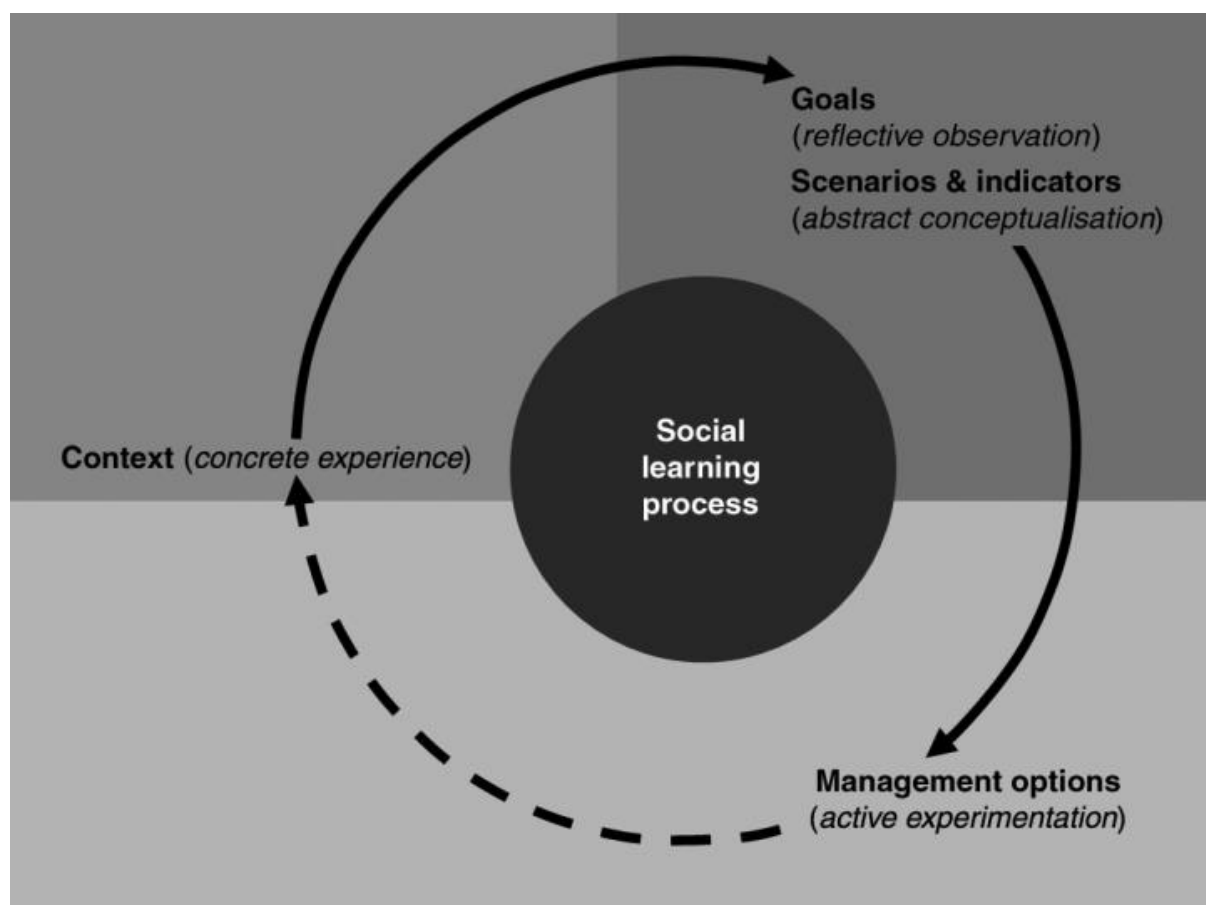 Goals
(reflective observation)
Scenarios & indicators
(abstract conceptualisation)
Social
learning
process
Context (concrete experience)
Management options
(active experimentation)